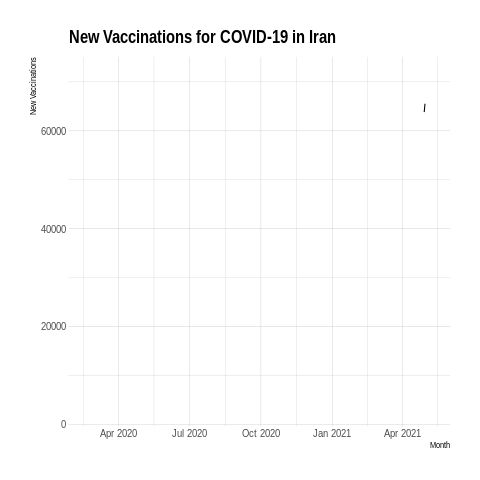 New Vaccinations for COVID-19 in Iran
New Vaccinations
60000
40000
20000
0
Apr 2020 Jul 2020 Oct 2020 Jan 2021 Apr 2021
Month